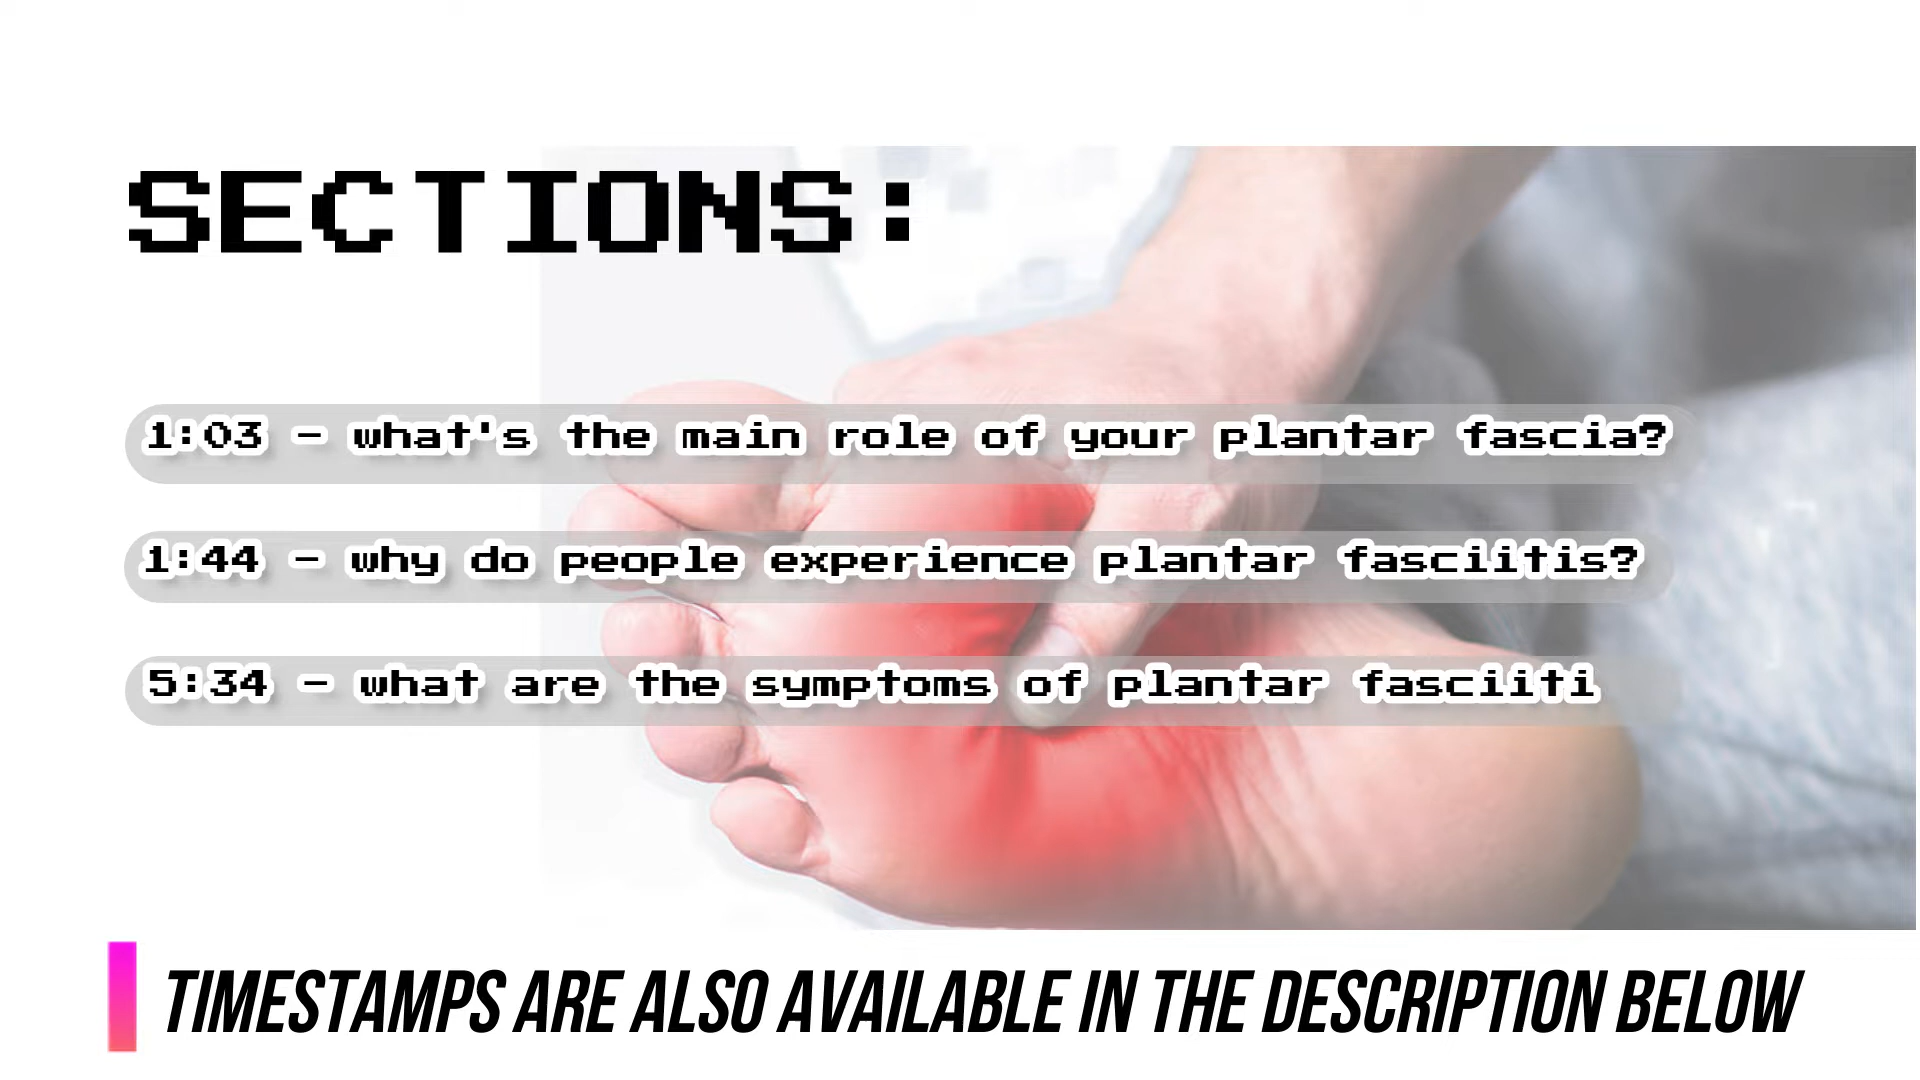 SECTIONS:
1:03 - what's the main role of your plantar fascia?
1:44 - why do people experience plantar fasciitis?
5:34 - what are the symptoms of plantar fasciiti
TIMESTAMPS ARE ALSO AVAILABLE IN THE DESCRIPTION BELOW